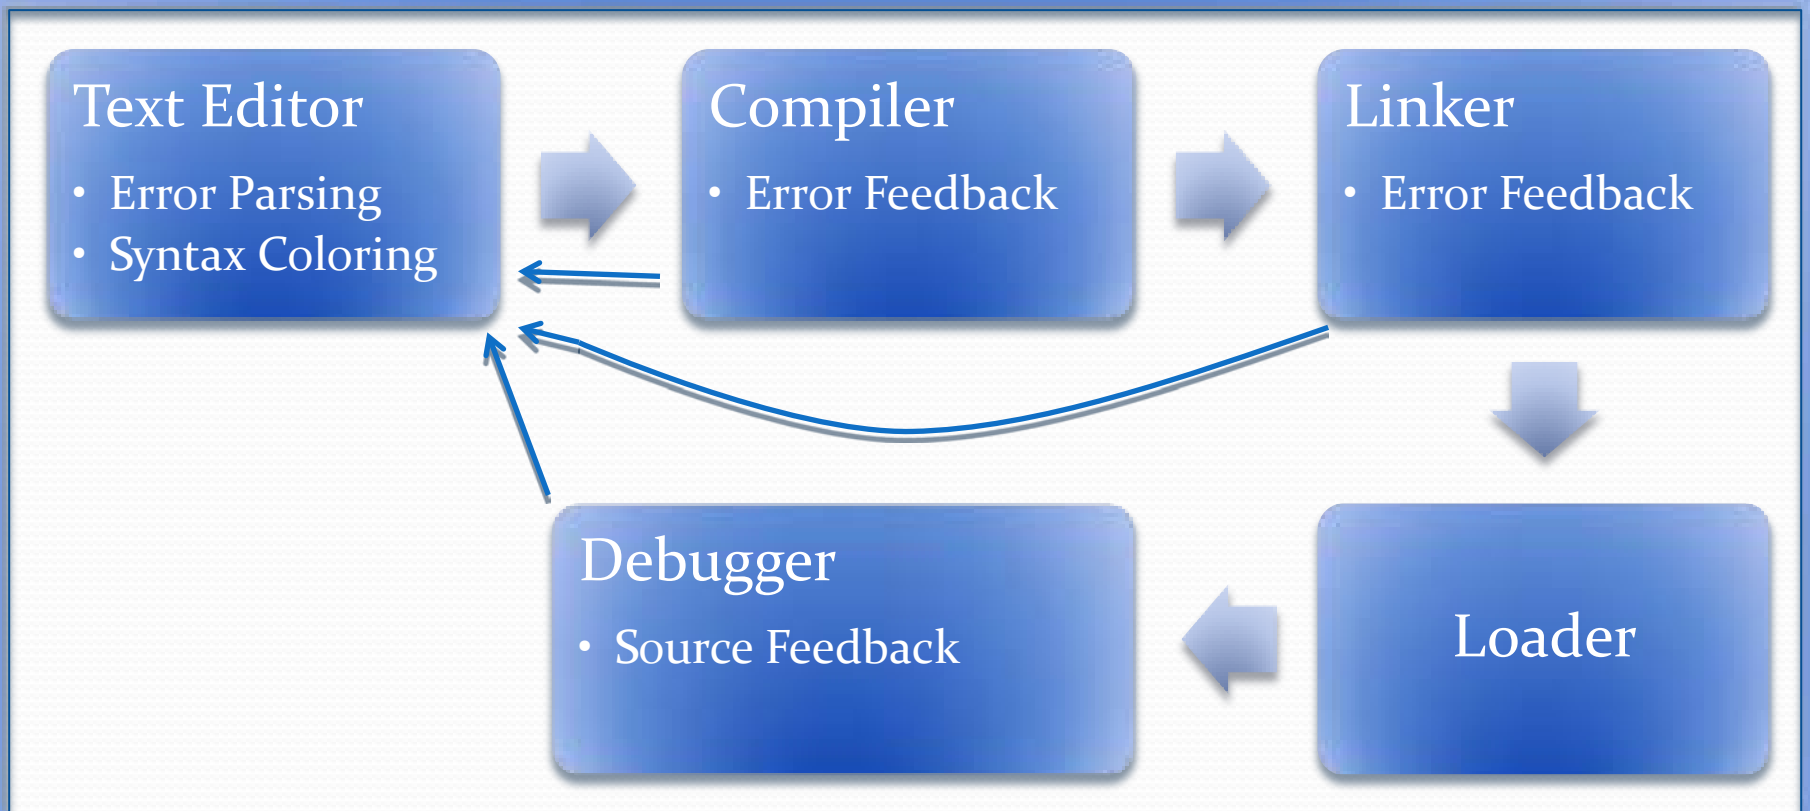 Text Editor
• Error Parsing
• Syntax Coloring
Compiler
• Error Feedback
Linker
• Error Feedback
Debugger
• Source Feedback
Loader